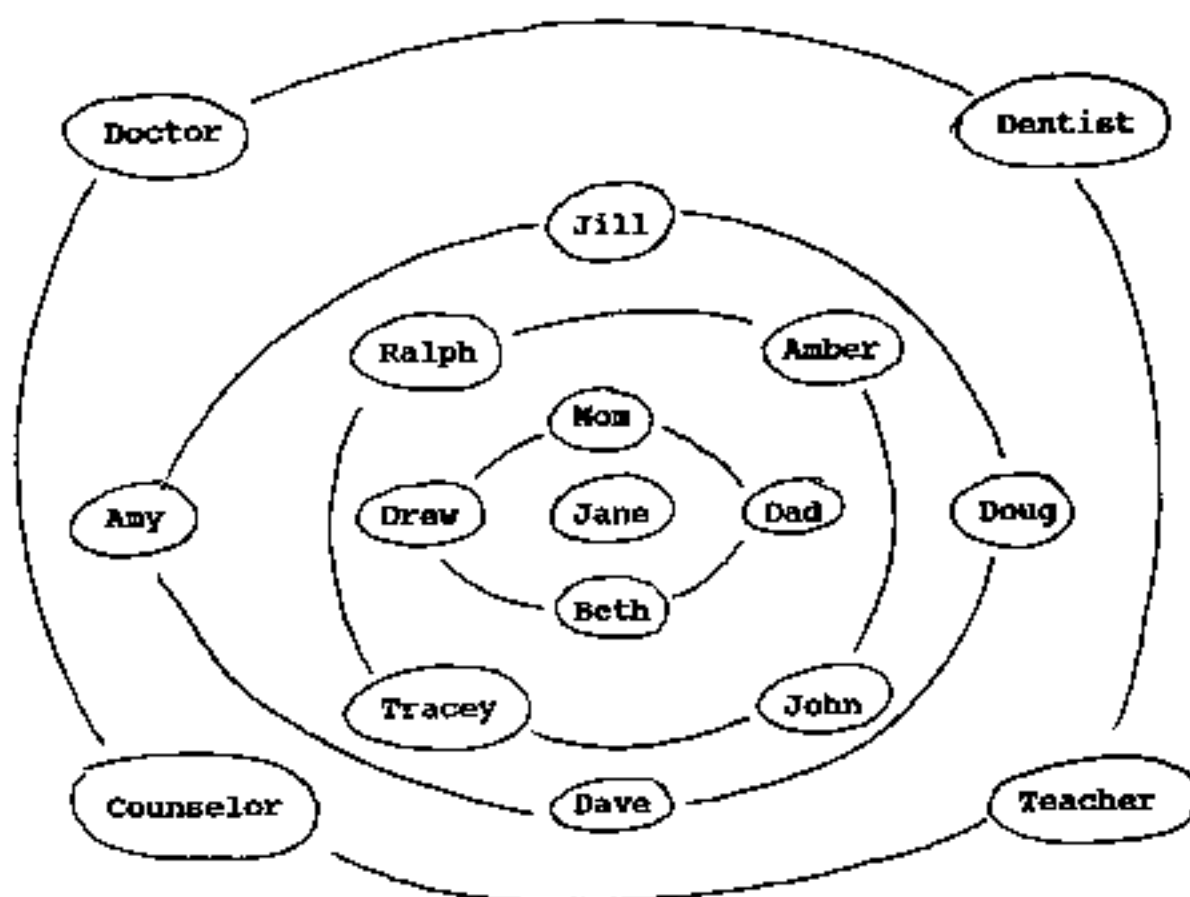 Doctor
Dentist
Jill
Ralph
Amber
Mom
Amy
Drew
Jane
Dad
Doug
Beth
Tracey
John
Counselor
Dave
Teacher